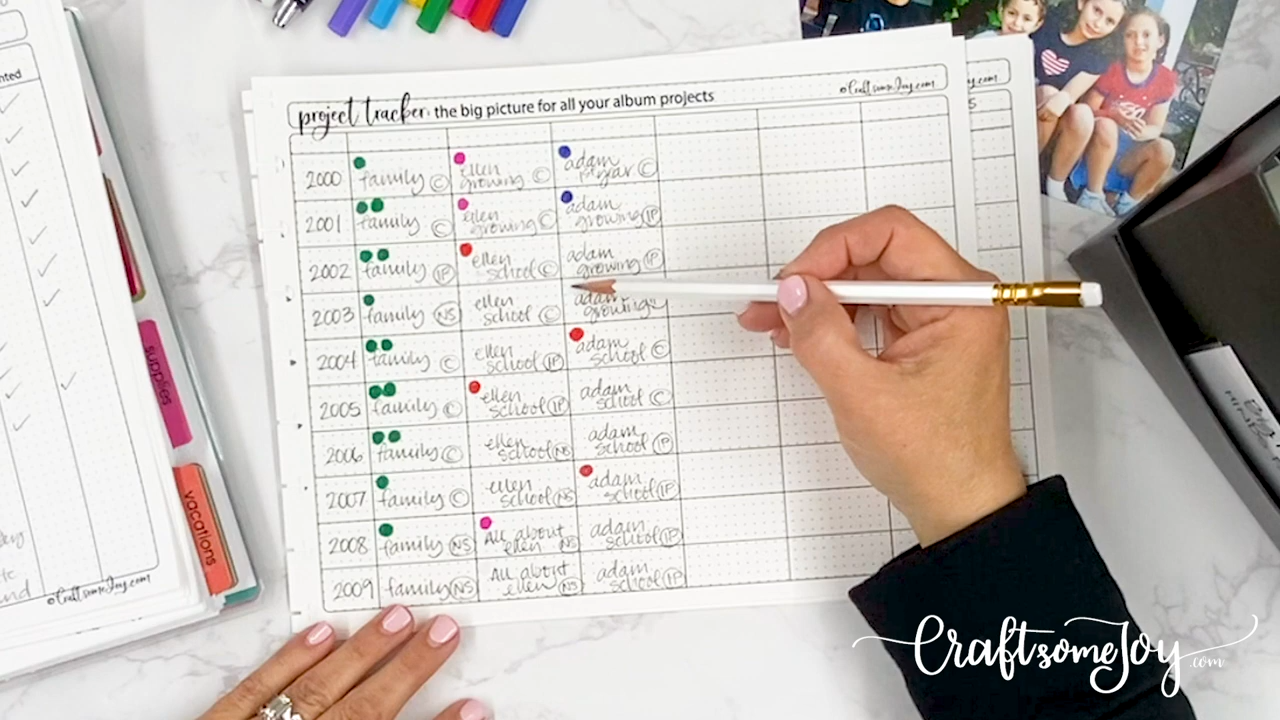 nted
project tracker: the big picture for all your album projects
©CraftsomeJoy.com
y.com
5
2000 family C ellen growing C adam 1st year C
2001 family C ellen growing C adam growing IP
2002 family IP ellen school C adam growing IP
2003 family NS ellen school C adam growing
2004 family C ellen school IP adam school C
2005 family C ellen school IP adam school C
2006 family C ellen school NS adam school IP
2007 family C ellen school NS adam school IP
2008 family NS All about ellen NS adam school IP
2009 family NS All about ellen NS adam school IP
supplies
vacations
©CraftsomeJoy.com
CraftsomeJoy.com